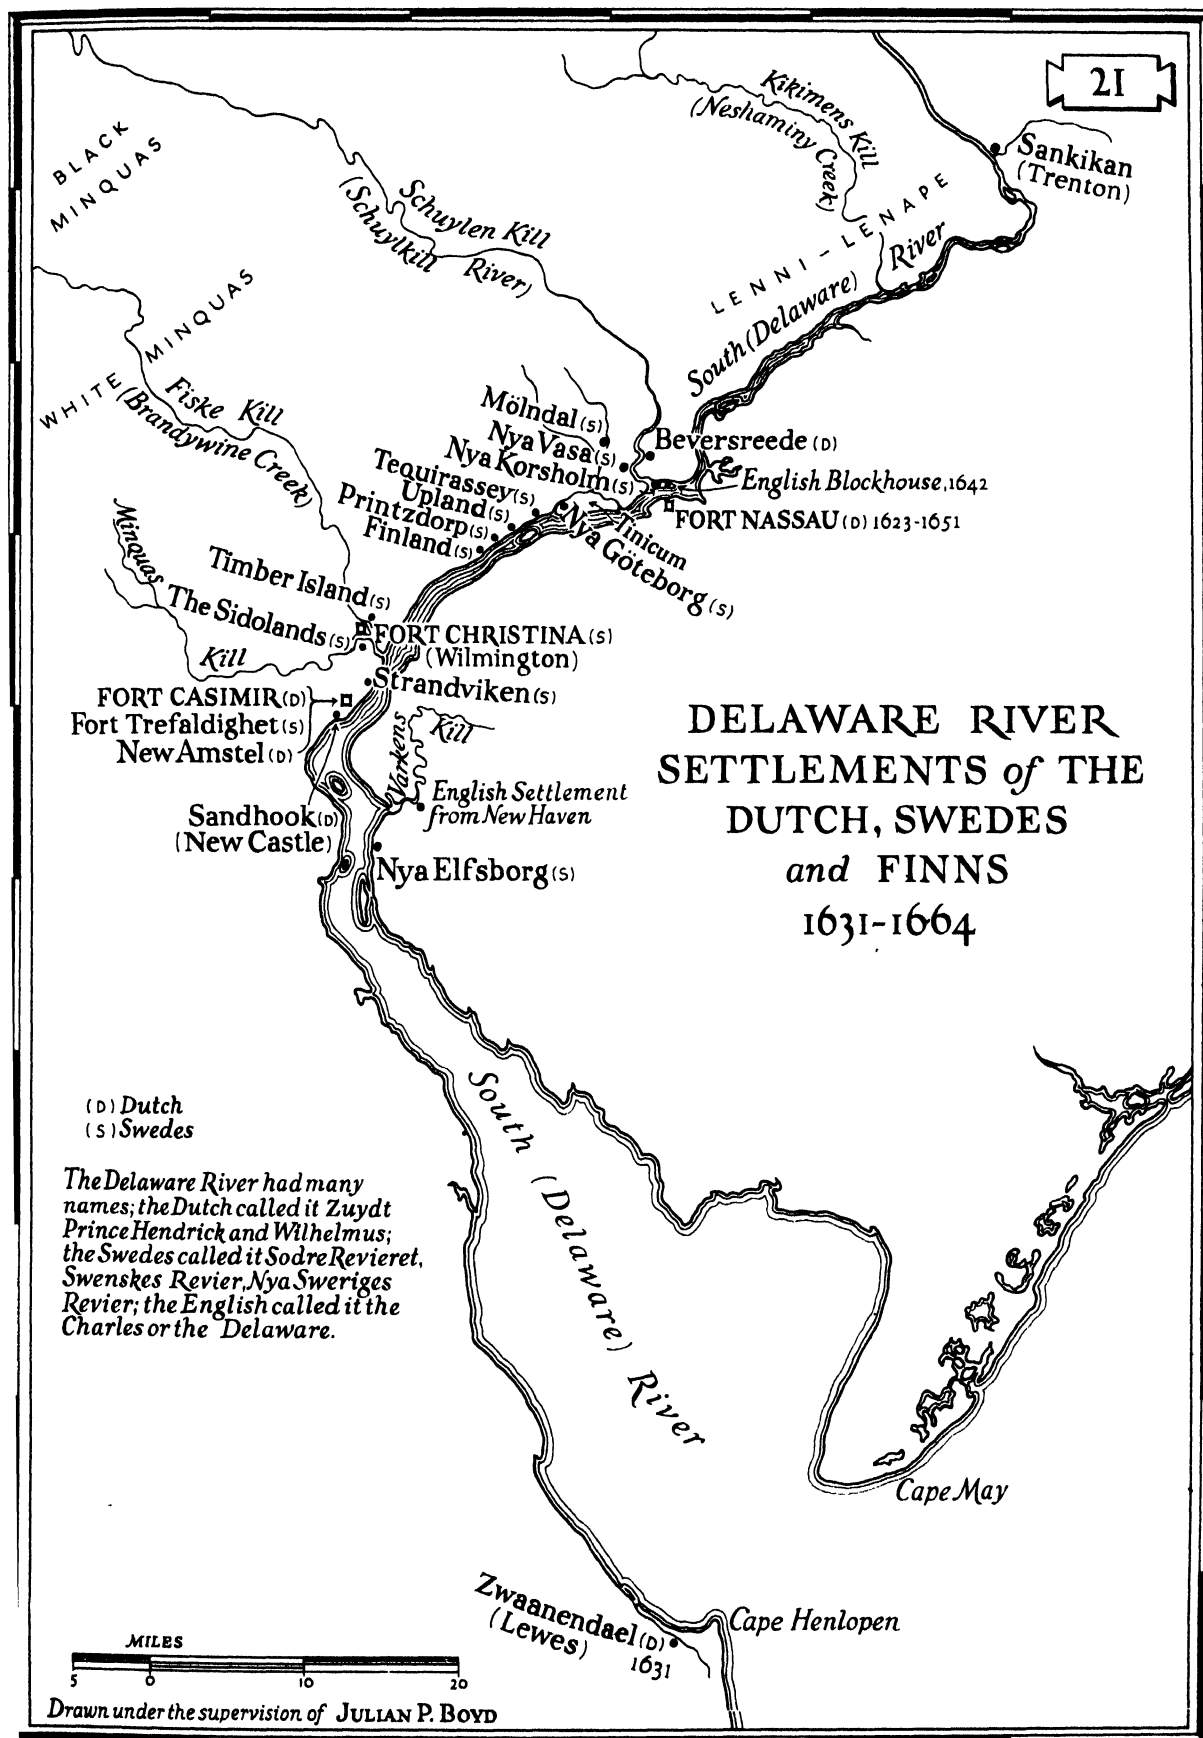 21
Kikimens Kill
(Neshaminy Creek)
Sankikan
(Trenton)
BLACK
MINQUAS
Schuylen Kill
(Schuylkill River)
LENNI-LENAPE
South (Delaware) River
WHITE MINQUAS
Fiske Kill
(Brandywine Creek)
Mölndal (S)
Nya Vasa (S)
Nya Korsholm (S)
Beversreede (D)
English Blockhouse, 1642
FORT NASSAU (D) 1623-1651
Tequirassey (S)
Upland (S)
Printzdorp (S)
Finland (S)
Tinicum
Nya Göteborg (S)
Minquas Kill
Timber Island (S)
The Sidolands (S)
FORT CHRISTINA (S)
(Wilmington)
Strandviken (S)
FORT CASIMIR (D)
Fort Trefaldighet (S)
New Amstel (D)
Varkens Kill
English Settlement
from New Haven
Sandhook (D)
(New Castle)
Nya Elfsborg (S)
DELAWARE RIVER
SETTLEMENTS of THE
DUTCH, SWEDES
and FINNS
1631-1664
South (Delaware) River
(D) Dutch
(S) Swedes
The Delaware River had many
names; the Dutch called it Zuydt
Prince Hendrick and Wilhelmus;
the Swedes called it Sodre Revieret,
Swenskes Revier, Nya Sweriges
Revier; the English called it the
Charles or the Delaware.
Cape May
Zwaanendael (D)
(Lewes) 1631
Cape Henlopen
MILES
5 0 10 20
Drawn under the supervision of JULIAN P. BOYD